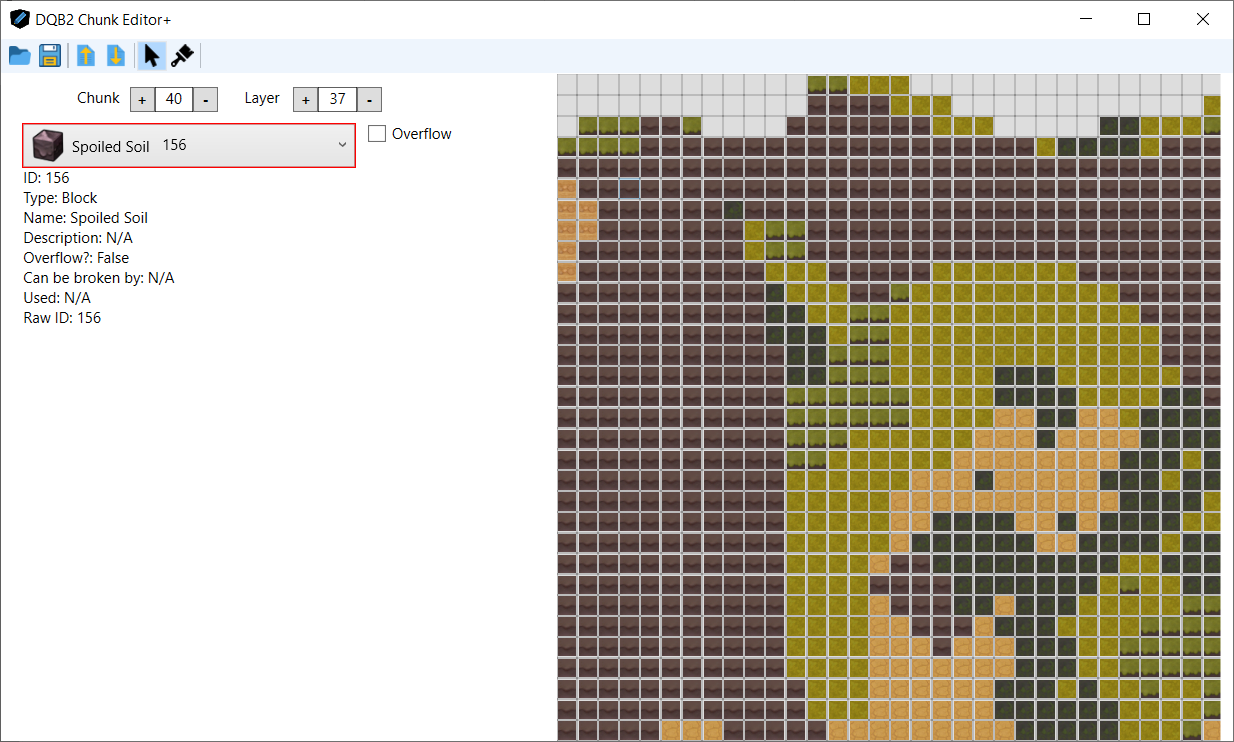 DQB2 Chunk Editor+
Chunk + 40 - Layer + 37 -
Spoiled Soil 156
Overflow
ID: 156
Type: Block
Name: Spoiled Soil
Description: N/A
Overflow?: False
Can be broken by: N/A
Used: N/A
Raw ID: 156